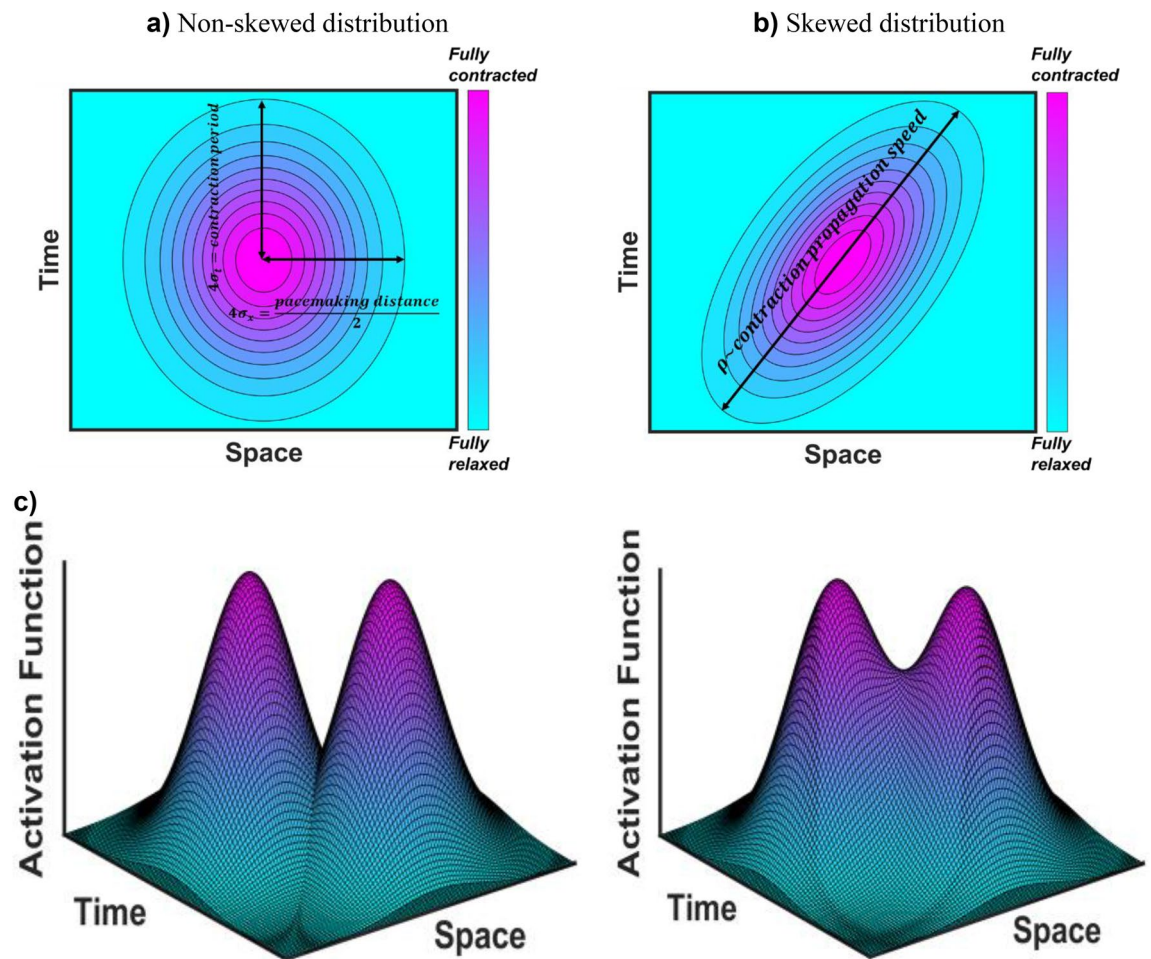 a) Non-skewed distribution
b) Skewed distribution
Fully
contracted
Fully
contracted
4σₜ = contraction period
4σₓ = pacemaking distance
2
ρ~contraction propagation speed
Time
Time
Space
Space
Fully
relaxed
Fully
relaxed
c)
Activation Function
Activation Function
Time
Space
Time
Space